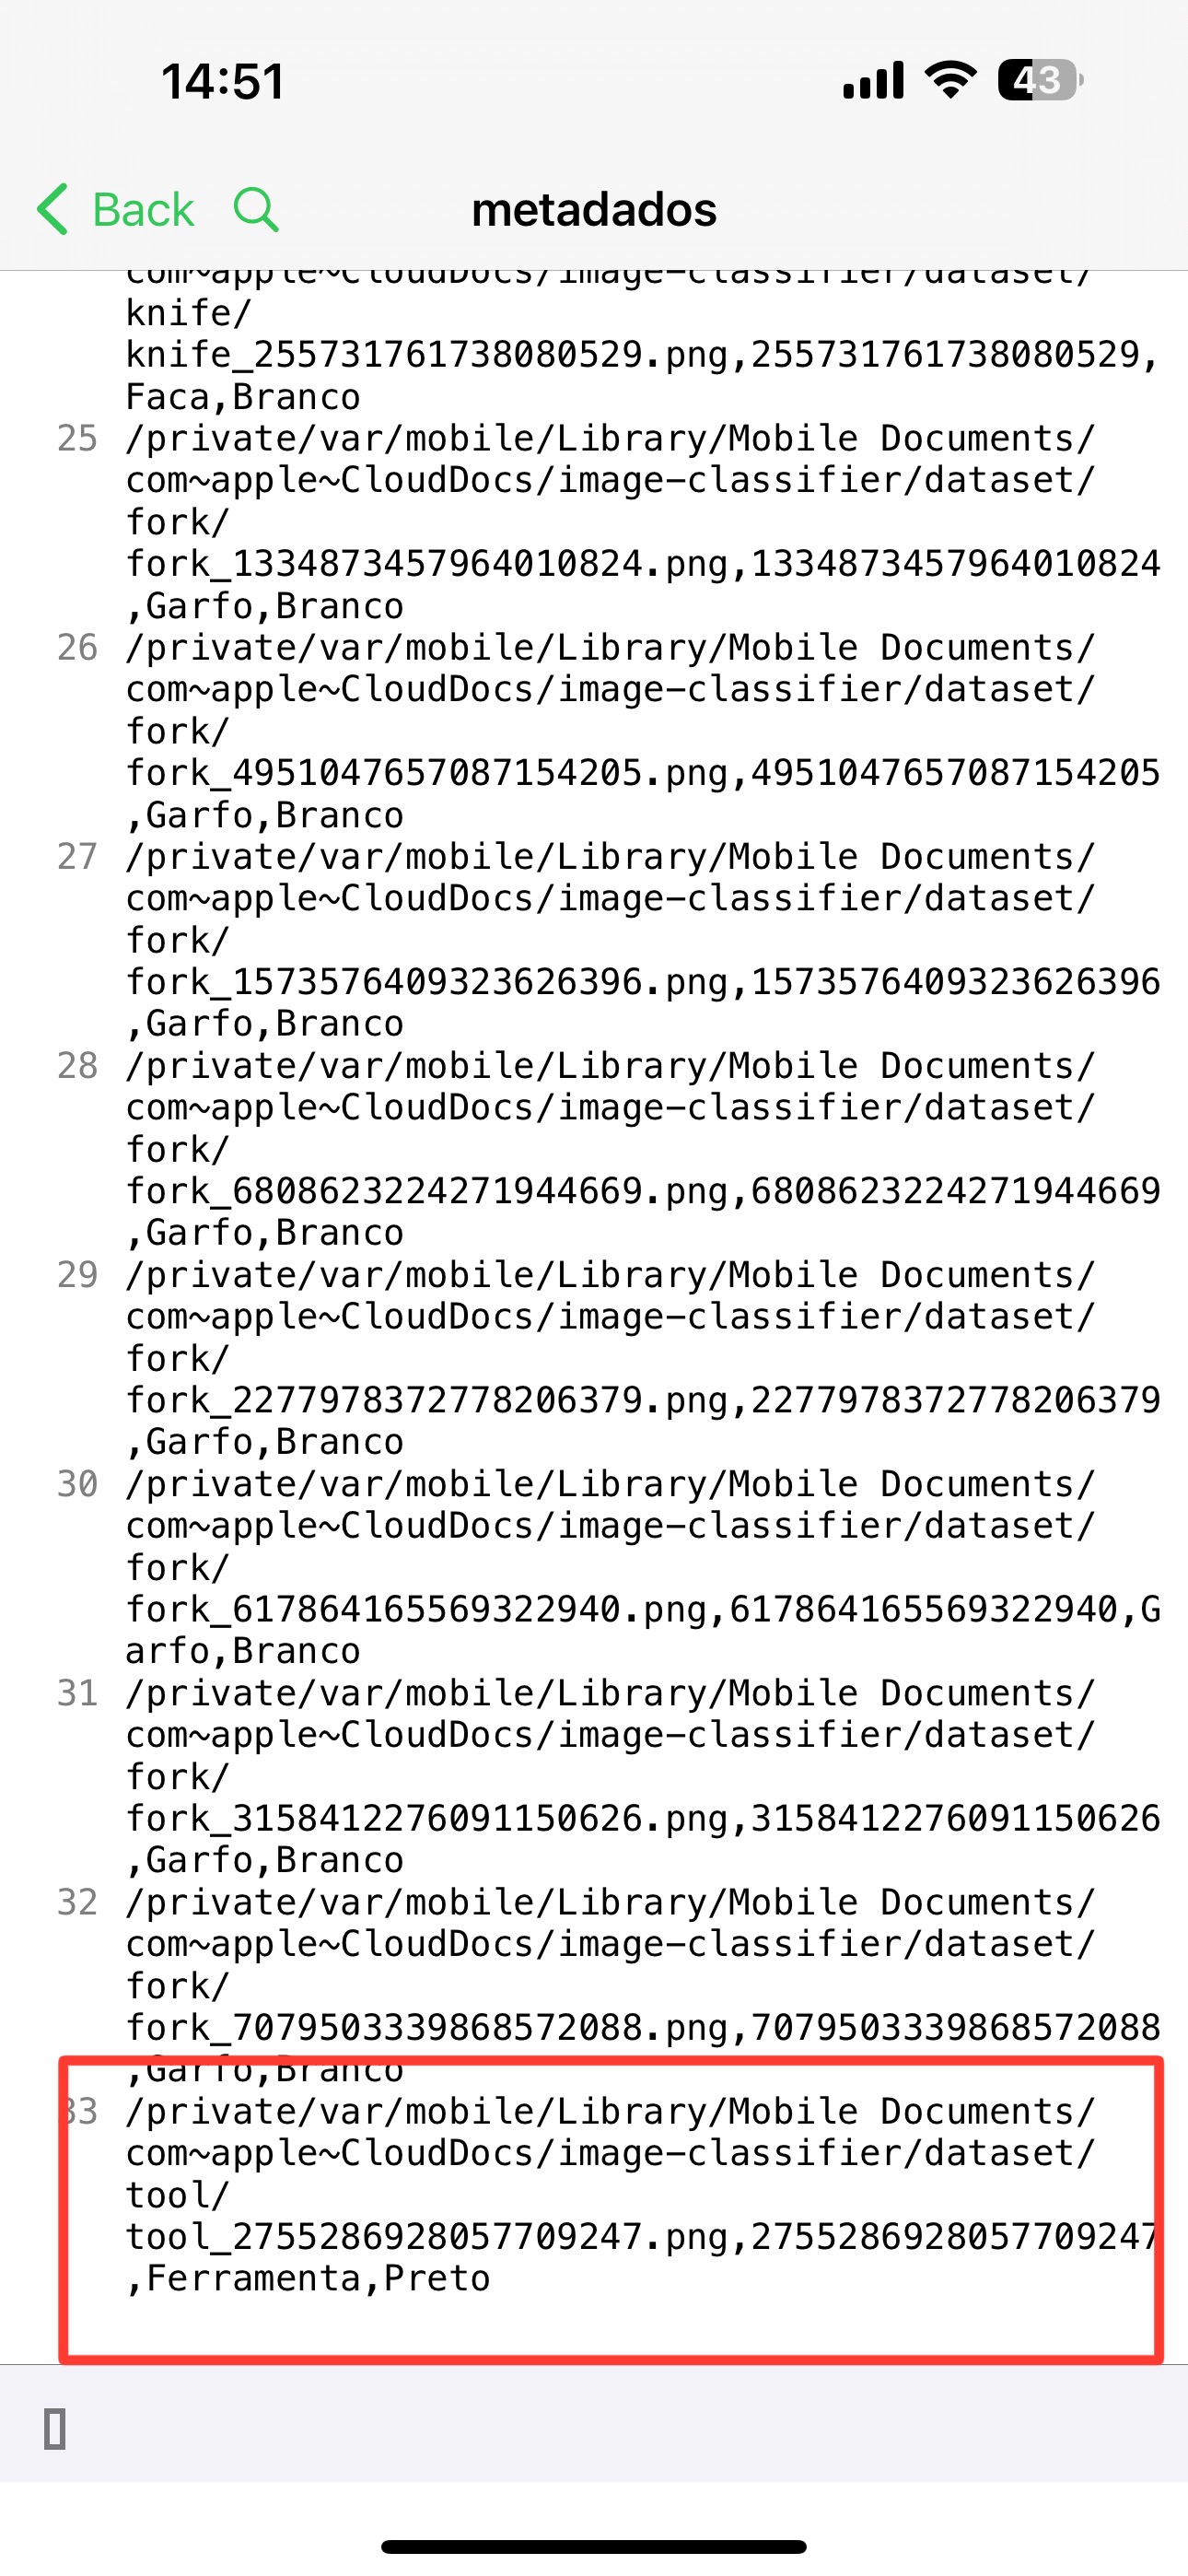 14:51
43
Back
metadados
com~apple~CloudDocs/image-classifier/dataset/
knife/
knife_255731761738080529.png,255731761738080529,
Faca,Branco
25 /private/var/mobile/Library/Mobile Documents/
com~apple~CloudDocs/image-classifier/dataset/
fork/
fork_1334873457964010824.png,1334873457964010824
,Garfo,Branco
26 /private/var/mobile/Library/Mobile Documents/
com~apple~CloudDocs/image-classifier/dataset/
fork/
fork_4951047657087154205.png,4951047657087154205
,Garfo,Branco
27 /private/var/mobile/Library/Mobile Documents/
com~apple~CloudDocs/image-classifier/dataset/
fork/
fork_1573576409323626396.png,1573576409323626396
,Garfo,Branco
28 /private/var/mobile/Library/Mobile Documents/
com~apple~CloudDocs/image-classifier/dataset/
fork/
fork_6808623224271944669.png,6808623224271944669
,Garfo,Branco
29 /private/var/mobile/Library/Mobile Documents/
com~apple~CloudDocs/image-classifier/dataset/
fork/
fork_2277978372778206379.png,2277978372778206379
,Garfo,Branco
30 /private/var/mobile/Library/Mobile Documents/
com~apple~CloudDocs/image-classifier/dataset/
fork/
fork_617864165569322940.png,617864165569322940,G
arfo,Branco
31 /private/var/mobile/Library/Mobile Documents/
com~apple~CloudDocs/image-classifier/dataset/
fork/
fork_3158412276091150626.png,3158412276091150626
,Garfo,Branco
32 /private/var/mobile/Library/Mobile Documents/
com~apple~CloudDocs/image-classifier/dataset/
fork/
fork_7079503339868572088.png,7079503339868572088
,Garfo,Branco
33 /private/var/mobile/Library/Mobile Documents/
com~apple~CloudDocs/image-classifier/dataset/
tool/
tool_2755286928057709247.png,2755286928057709247
,Ferramenta,Preto